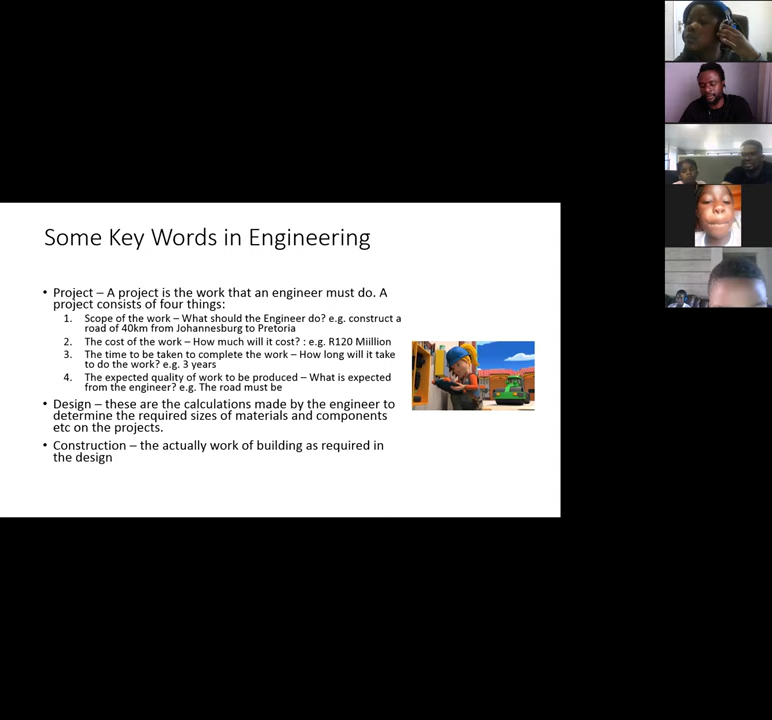 Some Key Words in Engineering
• Project – A project is the work that an engineer must do. A
project consists of four things:
1. Scope of the work – What should the Engineer do? e.g. construct a
road of 40km from Johannesburg to Pretoria
2. The cost of the work – How much will it cost? : e.g. R120 Miillion
3. The time to be taken to complete the work – How long will it take
to do the work? e.g. 3 years
4. The expected quality of work to be produced – What is expected
from the engineer? e.g. The road must be
• Design – these are the calculations made by the engineer to
determine the required sizes of materials and components
etc on the projects.
• Construction – the actually work of building as required in
the design